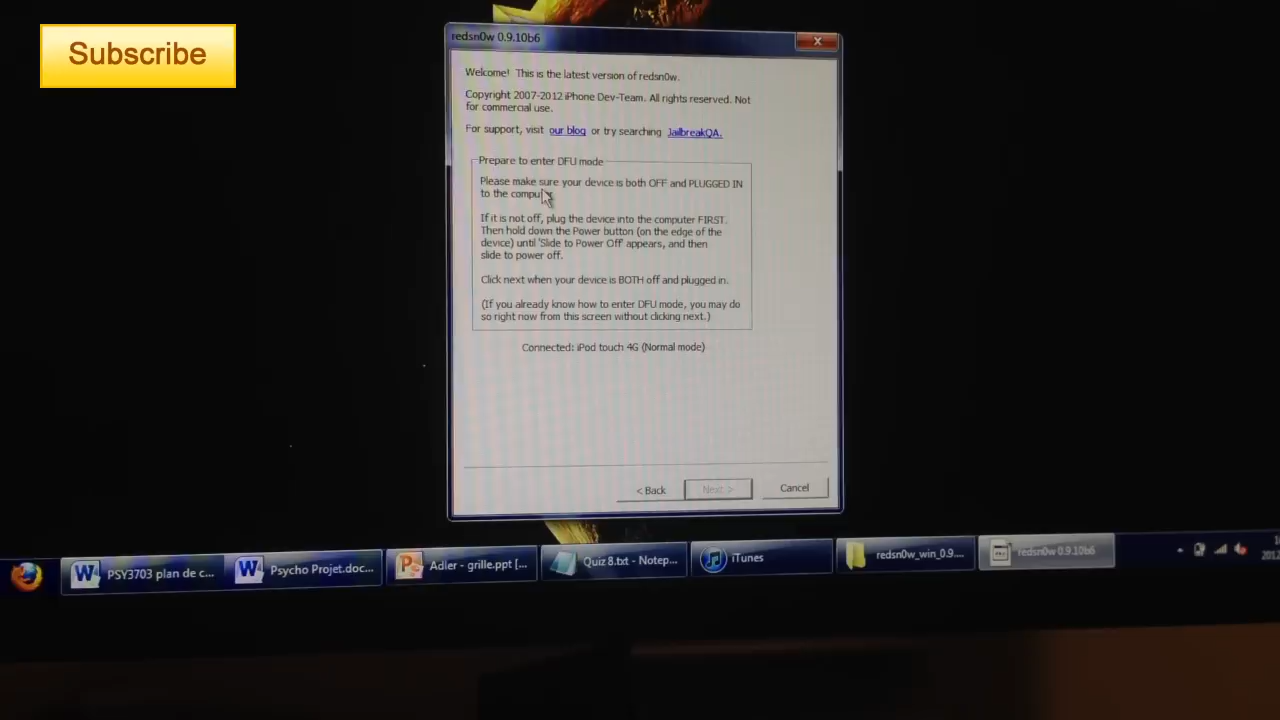 Subscribe
redsn0w 0.9.10b6
Welcome! This is the latest version of redsn0w.
Copyright 2007-2012 iPhone Dev-Team. All rights reserved. Not
for commercial use.
For support, visit our blog or try searching JailbreakQA.
Prepare to enter DFU mode
Please make sure your device is both OFF and PLUGGED IN
to the
If it is not off, plug the device into the computer FIRST.
Then hold down the Power button (on the edge of the
device) until 'Slide to Power Off' appears, and then
slide to power off.
Click next when your device is BOTH off and plugged in.
(If you already know how to enter DFU mode, you may do
so right now from this screen without clicking next.)
Connected: iPod touch 4G (Normal mode)
< Back
Next >
Cancel
PSY3703 plan de c...
Psycho Projet.doc...
Adler - grille.ppt [...
Quiz 8.txt - Notep...
iTunes
redsn0w_win_0.9....
redsn0w 0.9.10b6